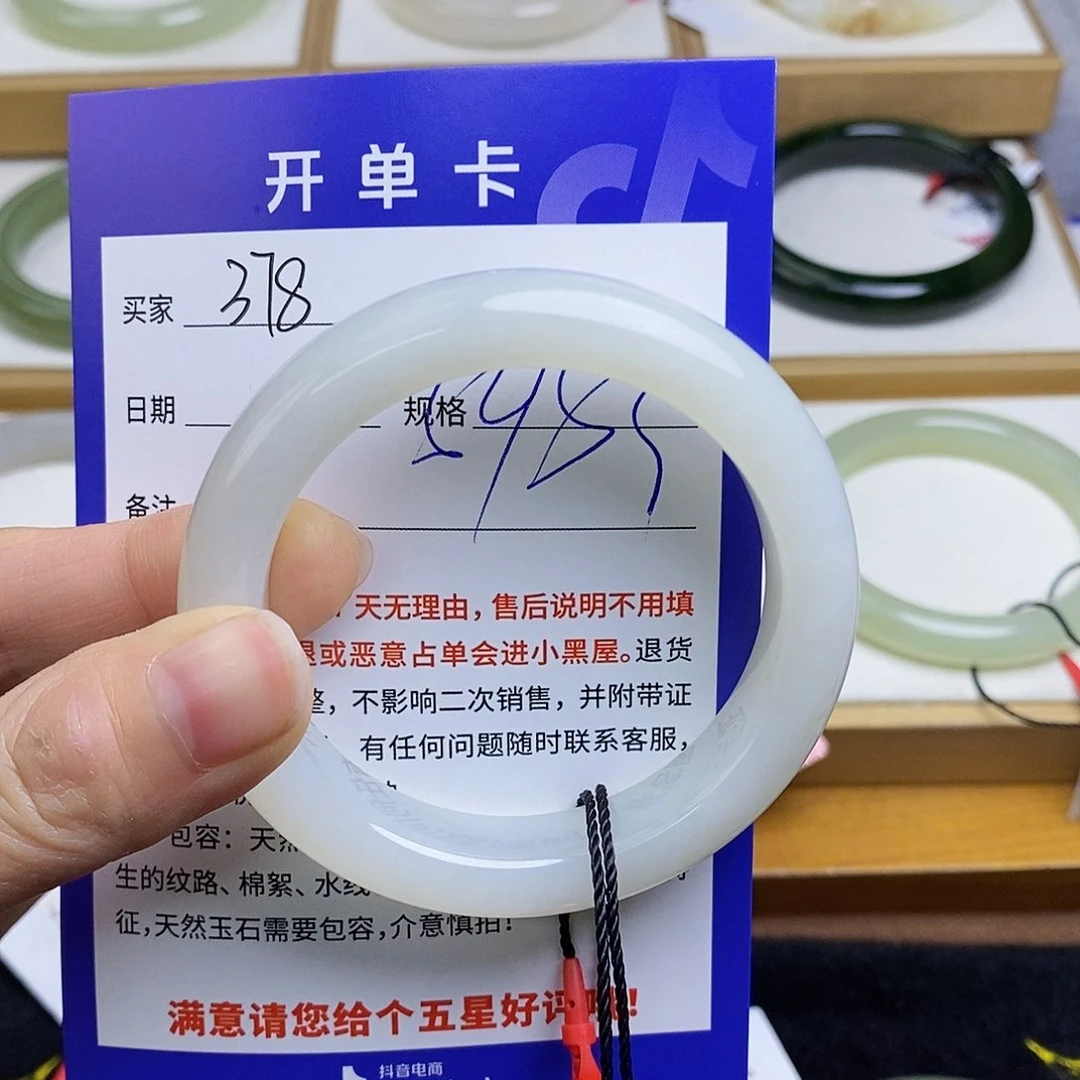 开单卡
买家 378
日期 规格
备注
天无理由，售后说明不用填
退或恶意占单会进小黑屋。退货
整，不影响二次销售，并附带证
有任何问题随时联系客服，
包容：天然
生的纹路、棉絮、水线
征，天然玉石需要包容，介意慎拍！
满意请您给个五星好评哦！
抖音电商